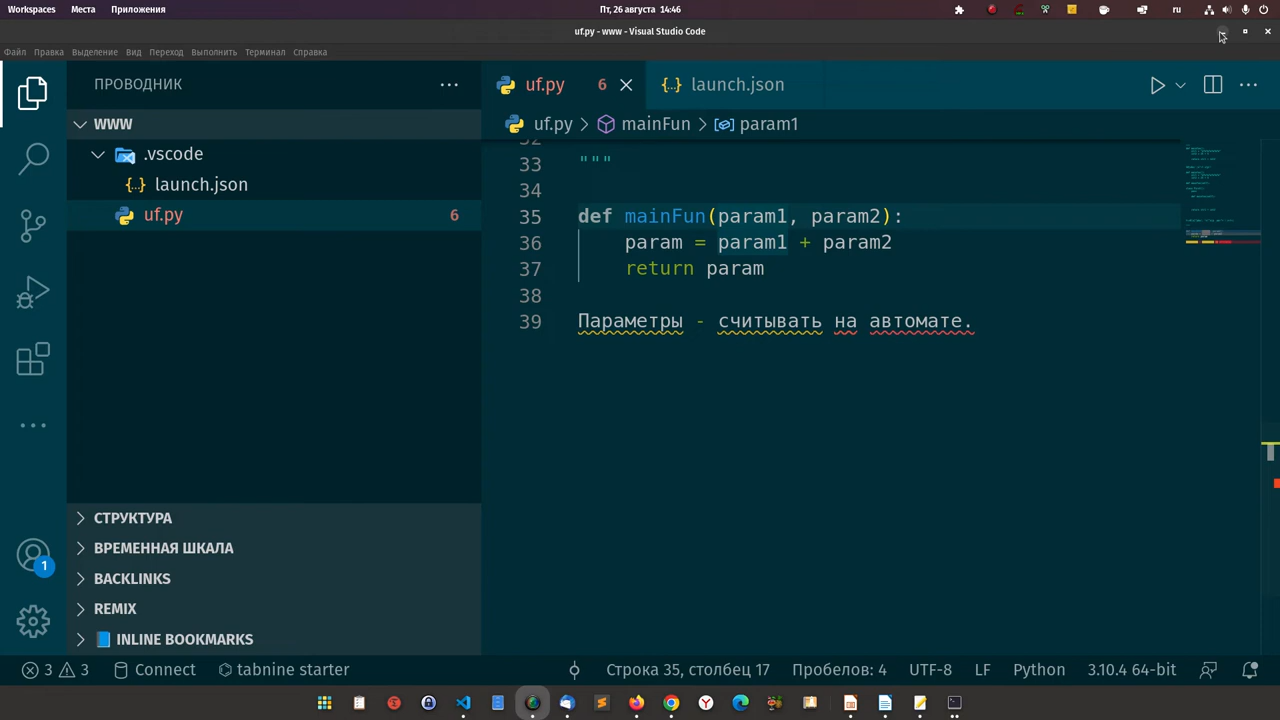 Workspaces Места Приложения Пт, 26 августа 14:46 ru
uf.py - www - Visual Studio Code
Файл Правка Выделение Вид Переход Выполнить Терминал Справка
ПРОВОДНИК
uf.py 6
launch.json
WWW
uf.py > mainFun > param1
.vscode
launch.json
uf.py 6
32
33 """
34
35 def mainFun(param1, param2):
36 param = param1 + param2
37 return param
38
39 Параметры - считывать на автомате.
СТРУКТУРА
ВРЕМЕННАЯ ШКАЛА
BACKLINKS
REMIX
INLINE BOOKMARKS
1
3 3 Connect tabnine starter Строка 35, столбец 17 Пробелов: 4 UTF-8 LF Python 3.10.4 64-bit